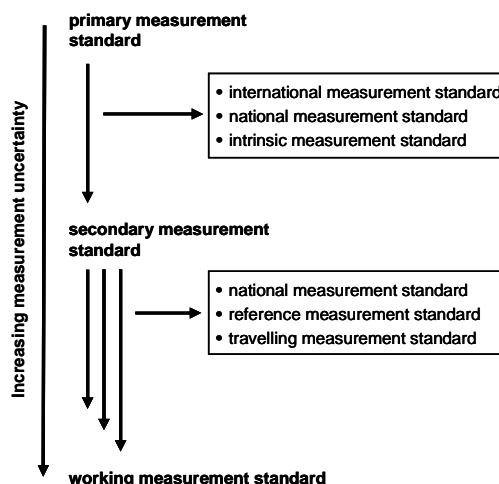 primary measurement
standard
• international measurement standard
• national measurement standard
• intrinsic measurement standard
Increasing measurement uncertainty
secondary measurement
standard
• national measurement standard
• reference measurement standard
• travelling measurement standard
working measurement standard